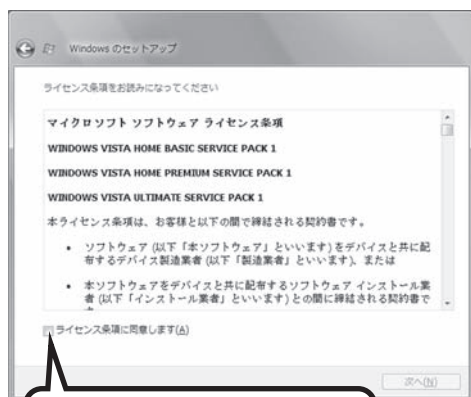 Windows のセットアップ
ライセンス条項をお読みになってください
マイクロソフト ソフトウェア ライセンス条項
WINDOWS VISTA HOME BASIC SERVICE PACK 1
WINDOWS VISTA HOME PREMIUM SERVICE PACK 1
WINDOWS VISTA ULTIMATE SERVICE PACK 1
本ライセンス条項は、お客様と以下の間で締結される契約書です。
• ソフトウェア (以下「本ソフトウェア」といいます) をデバイスと共に配
布するデバイス製造業者 (以下「製造業者」といいます)、または
• 本ソフトウェアをデバイスと共に配布するソフトウェア インストール業
者 (以下「インストール業者」といいます) との間に締結される契約書で
ライセンス条項に同意します(A)
次へ(N)